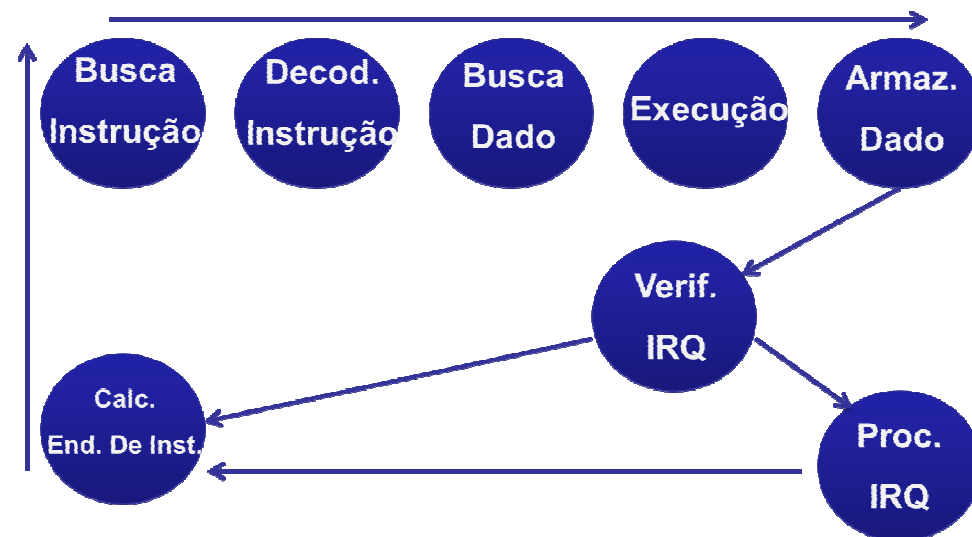 Busca
Instrução
Decod.
Instrução
Busca
Dado
Execução
Armaz.
Dado
Verif.
IRQ
Calc.
End. De Inst.
Proc.
IRQ